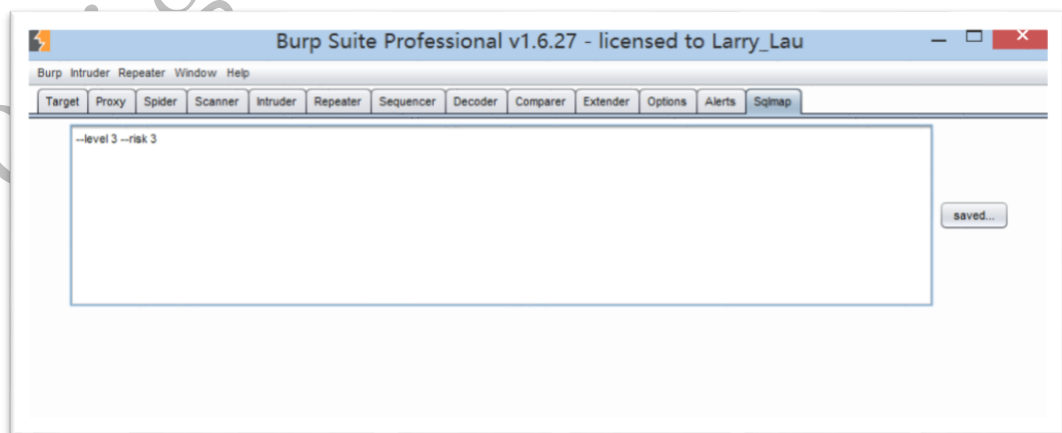 Burp Suite Professional v1.6.27 - licensed to Larry_Lau
Burp Intruder Repeater Window Help
Target Proxy Spider Scanner Intruder Repeater Sequencer Decoder Comparer Extender Options Alerts Sqlmap
--level 3 --risk 3
saved...